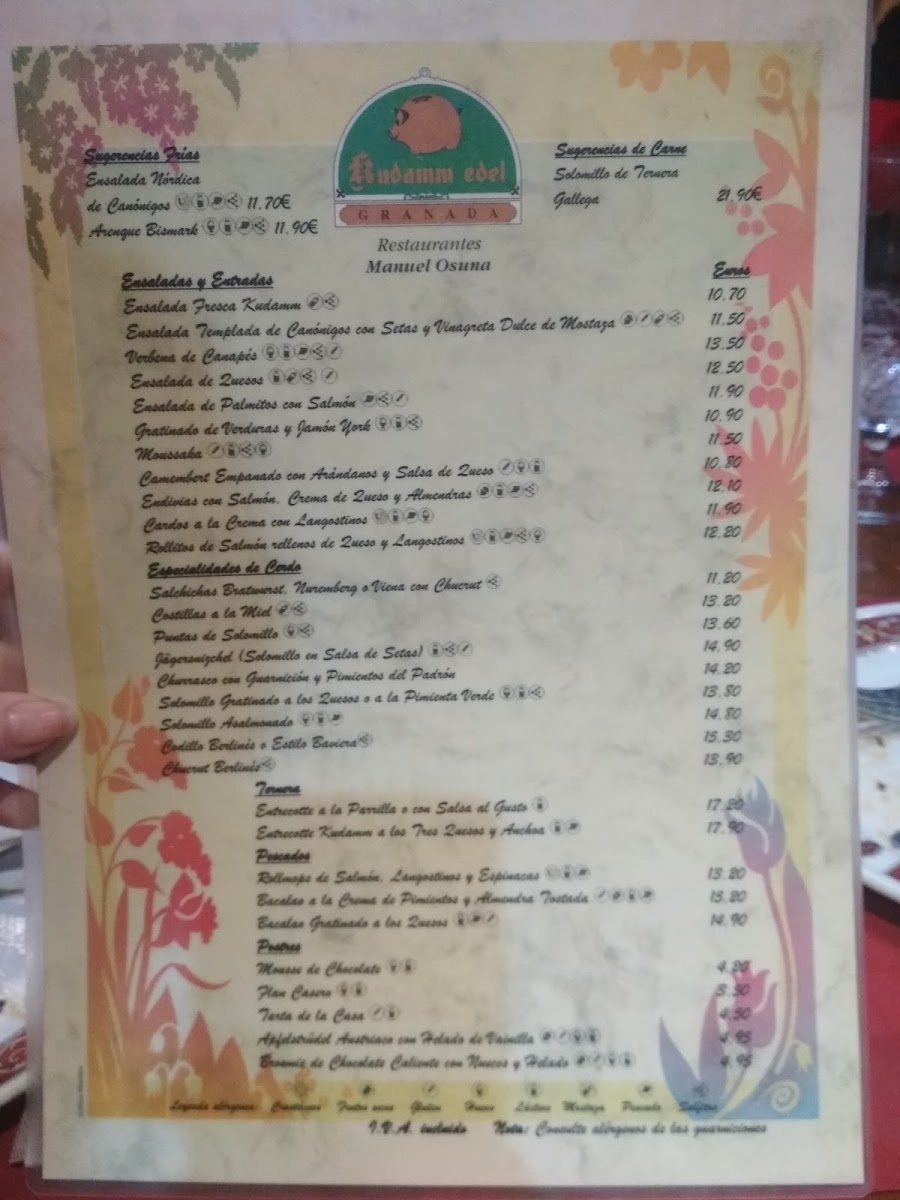 Sugerencias Frías
Ensalada Nórdica
de Canónigos 11.70€
Arenque Bismark 11.90€
Kudamm edel
GRANADA
Restaurantes
Manuel Osuna
Sugerencias de Carne
Solomillo de Ternera
Gallega 21.90€
Ensaladas y Entradas Euros
Ensalada Fresca Kudamm 10.70
Ensalada Templada de Canónigos con Setas y Vinagreta Dulce de Mostaza 11.50
Verbena de Canapés 13.50
Ensalada de Quesos 12.50
Ensalada de Palmitos con Salmón 11.90
Gratinado de Verduras y Jamón York 10.90
Moussaka 11.50
Camembert Empanado con Arándanos y Salsa de Queso 10.80
Endivias con Salmón, Crema de Queso y Almendras 12.10
Cardos a la Crema con Langostinos 11.90
Rollitos de Salmón rellenos de Queso y Langostinos 12.20
Especialidades de Cerdo
Salchichas Bratwurst, Nuremberg o Viena con Chucrut 11.20
Costillas a la Miel 13.20
Puntas de Solomillo 13.60
Jägersnizchel (Solomillo en Salsa de Setas) 14.90
Churrasco con Guarnición y Pimientos del Padrón 14.20
Solomillo Gratinado a los Quesos o a la Pimienta Verde 13.80
Solomillo Asalmonado 14.80
Codillo Berlinés o Estilo Baviera 15.30
Chucrut Berlinés 13.90
Ternera
Entrecotte a la Parrilla o con Salsa al Gusto 17.20
Entrecotte Kudamm a los Tres Quesos y Anchoa 17.90
Pescados
Rollmops de Salmón, Langostinos y Espinacas 13.20
Bacalao a la Crema de Pimientos y Almendra Tostada 15.20
Bacalao Gratinado a los Quesos 14.90
Postres
Mousse de Chocolate 4.20
Flan Casero 3.30
Tarta de la Casa 4.30
Apfelstrüdel Austriaco con Helado de Vainilla 4.95
Brownie de Chocolate Caliente con Nueces y Helado 4.95
Leyenda alérgenos: Crustáceos Frutos secos Gluten Huevo Lácteos Mostaza Pescado Sulfitos
I.V.A. incluido Nota: Consulte alérgenos de las guarniciones